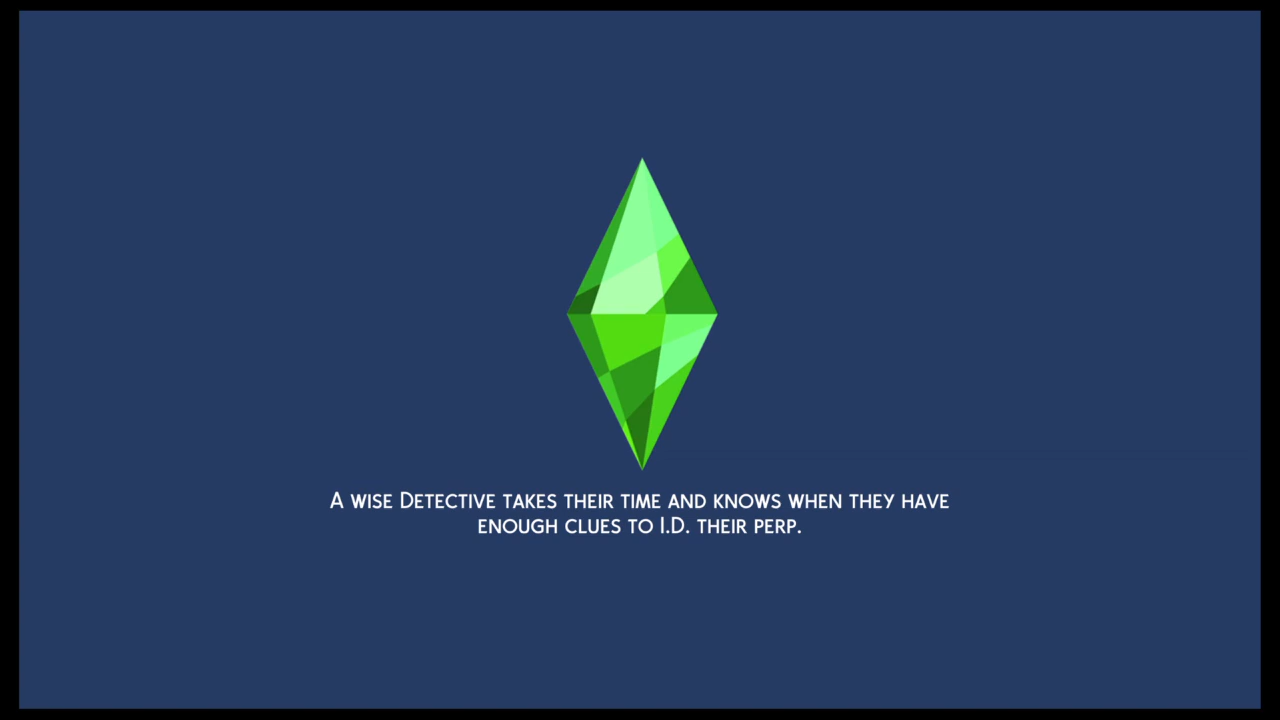 A wise Detective takes their time and knows when they have
enough clues to I.D. their perp.